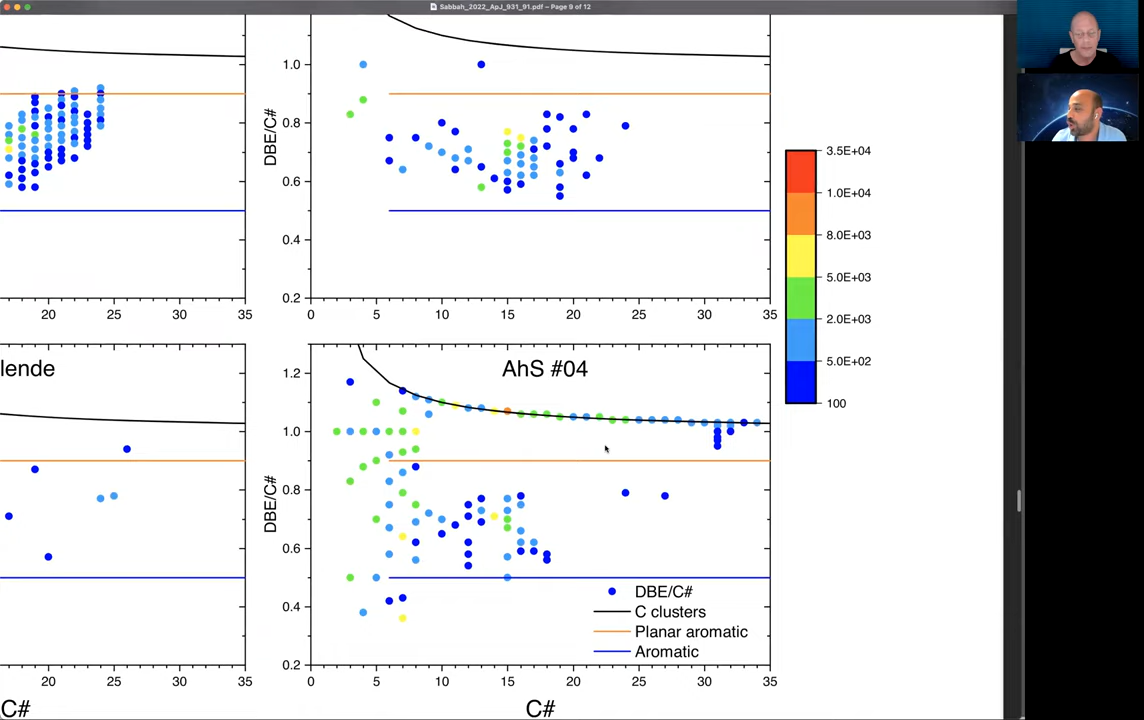 Sabbah_2022_ApJ_931_91.pdf – Page 9 of 12
1.0
0.8
0.6
0.4
0.2
DBE/C#
20 25 30 35
0 5 10 15 20 25 30 35
3.5E+04
1.0E+04
8.0E+03
5.0E+03
2.0E+03
5.0E+02
100
lende
AhS #04
1.2
1.0
0.8
0.6
0.4
0.2
DBE/C#
DBE/C#
C clusters
Planar aromatic
Aromatic
20 25 30 35
0 5 10 15 20 25 30 35
C#
C#